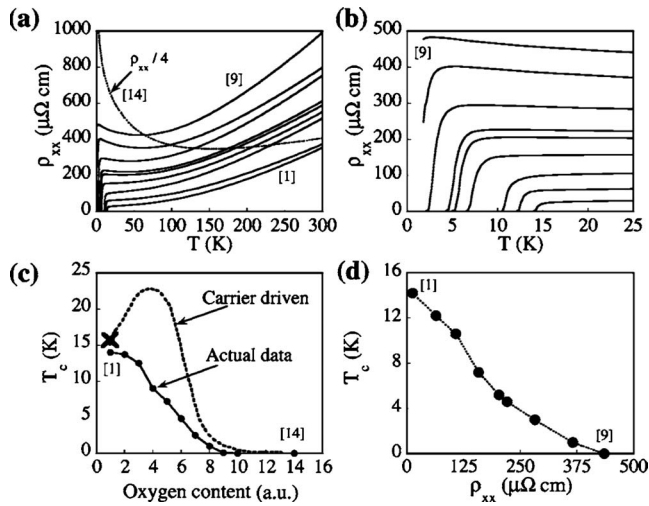 (a)
1000
800
600
400
200
0
ρxx (μΩ cm)
ρxx / 4
[14]
[9]
[1]
0 50 100 150 200 250 300
T (K)
(b)
500
400
300
200
100
0
ρxx (μΩ cm)
[9]
0 5 10 15 20 25
T (K)
(c)
25
20
15
10
5
0
Tc (K)
Carrier driven
Actual data
[1]
[14]
0 2 4 6 8 10 12 14 16
Oxygen content (a.u.)
(d)
16
12
8
4
0
Tc (K)
[1]
[9]
0 125 250 375 500
ρxx (μΩ cm)